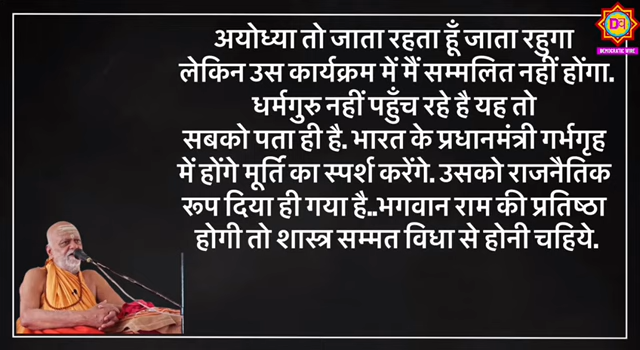 अयोध्या तो जाता रहता हूँ जाता रहुगा
लेकिन उस कार्यक्रम में मैं सम्मलित नहीं होंगा.
धर्मगुरु नहीं पहुँच रहे है यह तो
सबको पता ही है. भारत के प्रधानमंत्री गर्भगृह
में होंगे मूर्ति का स्पर्श करेंगे. उसको राजनैतिक
रूप दिया ही गया है..भगवान राम की प्रतिष्ठा
होगी तो शास्त्र सम्मत विधा से होनी चहिये.